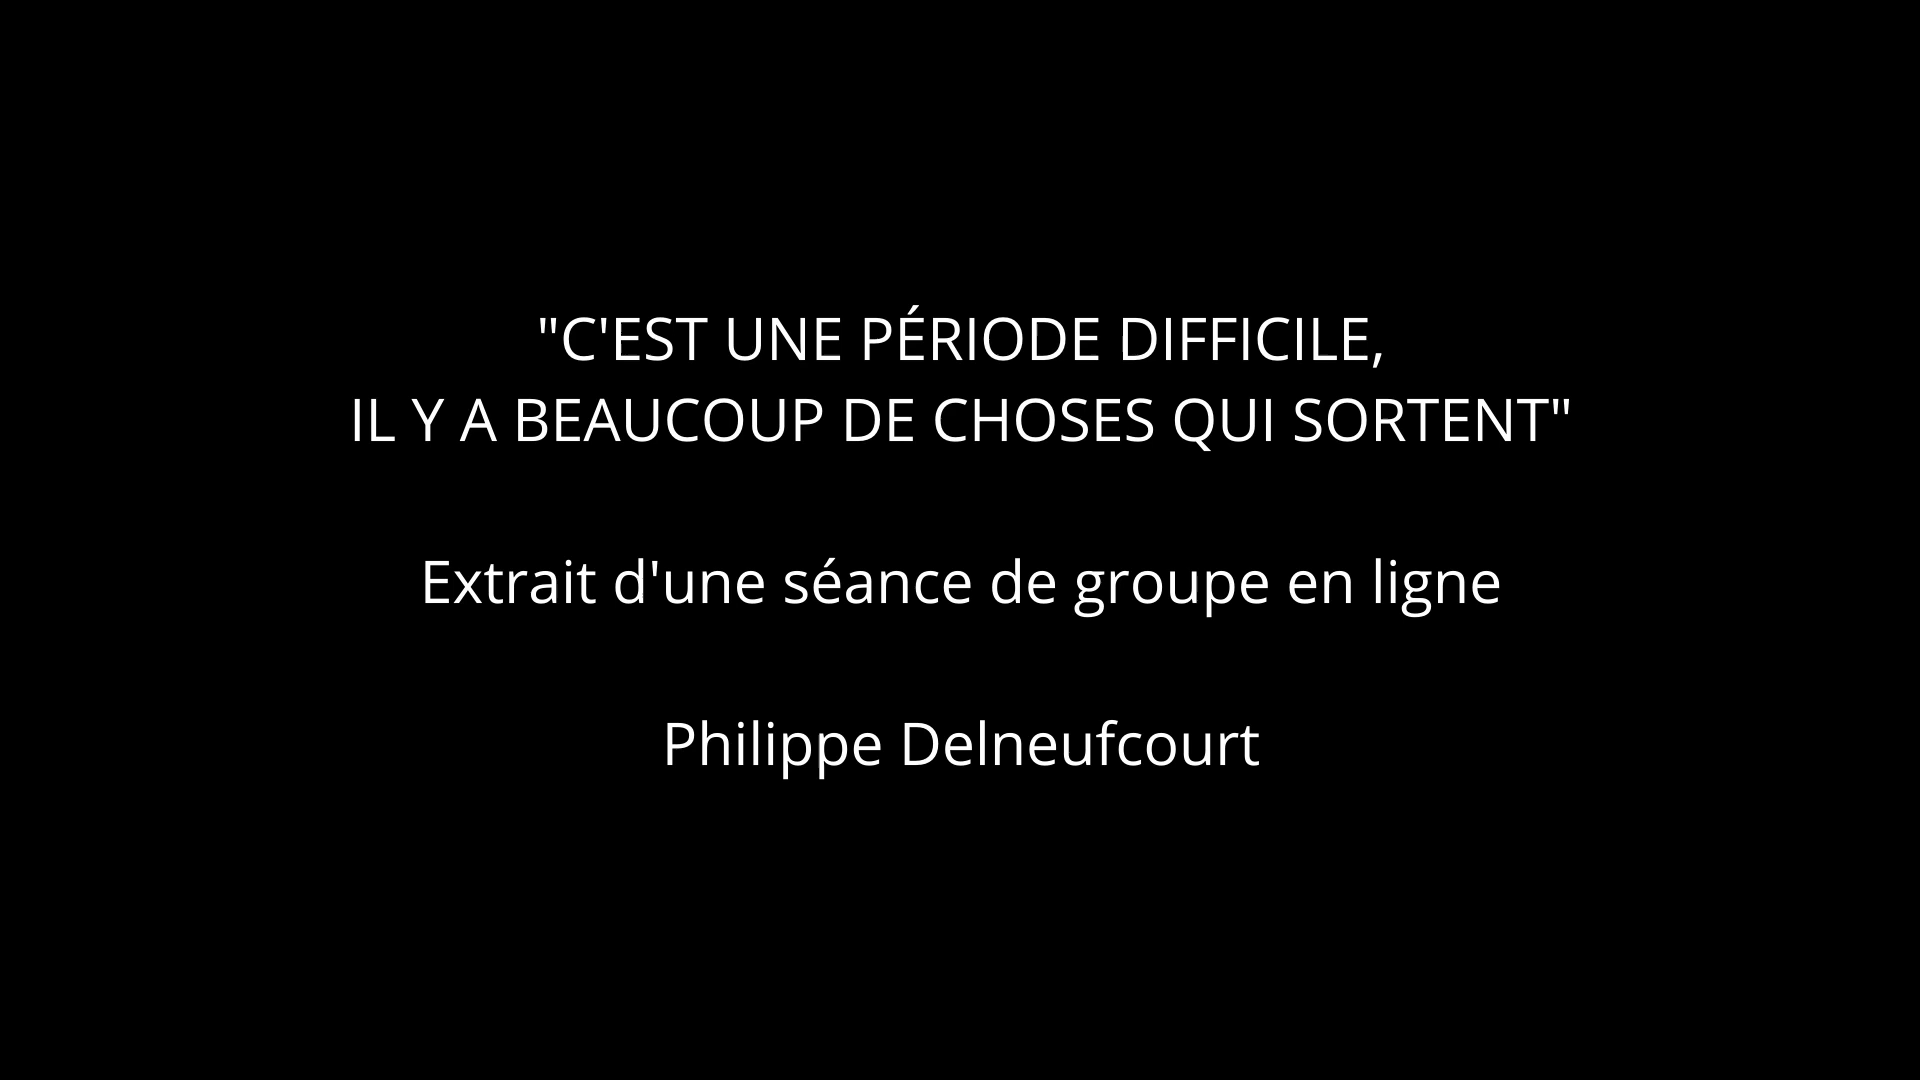 "C'EST UNE PÉRIODE DIFFICILE,
IL Y A BEAUCOUP DE CHOSES QUI SORTENT"
Extrait d'une séance de groupe en ligne
Philippe Delneufcourt